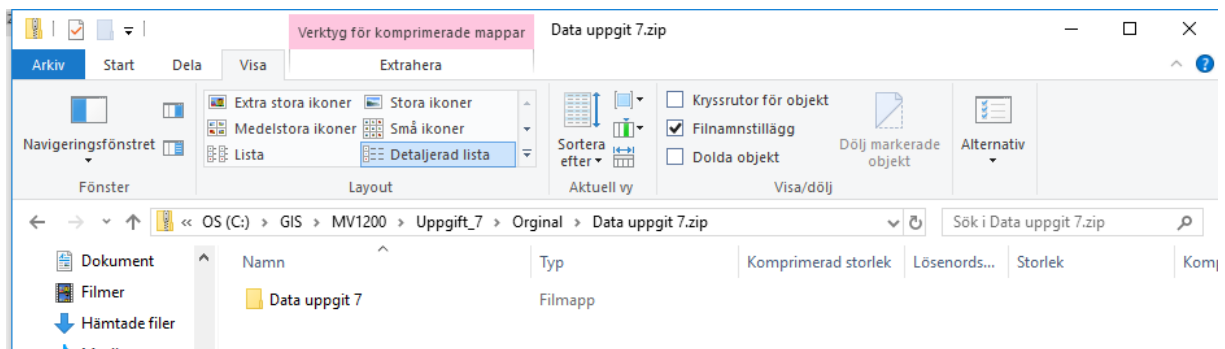 Verktyg för komprimerade mappar Data uppgit 7.zip
Arkiv Start Dela Visa Extrahera
Extra stora ikoner Stora ikoner Kryssrutor för objekt
Navigeringsfönstret Medelstora ikoner Små ikoner Sortera efter Filnamnstillägg Dölj markerade objekt Alternativ
Lista Detaljerad lista Dolda objekt
Fönster Layout Aktuell vy Visa/dölj
« OS (C:) > GIS > MV1200 > Uppgift_7 > Orginal > Data uppgit 7.zip Sök i Data uppgit 7.zip
Dokument Namn Typ Komprimerad storlek Lösenords... Storlek
Filmer Data uppgit 7 Filmapp
Hämtade filer